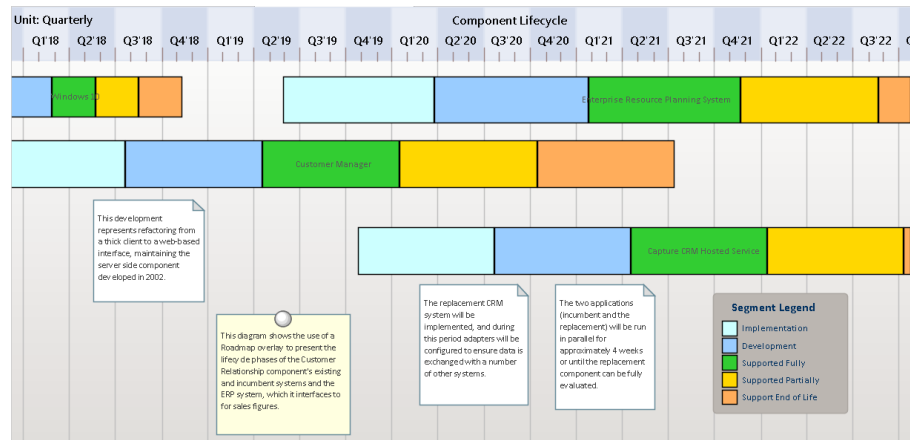 Unit: Quarterly
Component Lifecycle
Q1'18 Q2'18 Q3'18 Q4'18 Q1'19 Q2'19 Q3'19 Q4'19 Q1'20 Q2'20 Q3'20 Q4'20 Q1'21 Q2'21 Q3'21 Q4'21 Q1'22 Q2'22 Q3'22
Windows 10
Enterprise Resource Planning System
Customer Manager
Capture CRM Hosted Service
This development
represents refactoring from
a thick client to a web-based
interface, maintaining the
server side component
developed in 2002.
This diagram shows the use of a
Roadmap overlay to present the
lifecycle phases of the Customer
Relationship component's existing
and incumbent systems and the
ERP system, which it interfaces to
for sales figures.
The replacement CRM
system will be
implemented, and during
this period adapters will be
configured to ensure data is
exchanged with a number
of other systems.
The two applications
(incumbent and the
replacement) will be run
in parallel for
approximately 4 weeks
or until the replacement
component can be fully
evaluated.
Segment Legend
Implementation
Development
Supported Fully
Supported Partially
Support End of Life